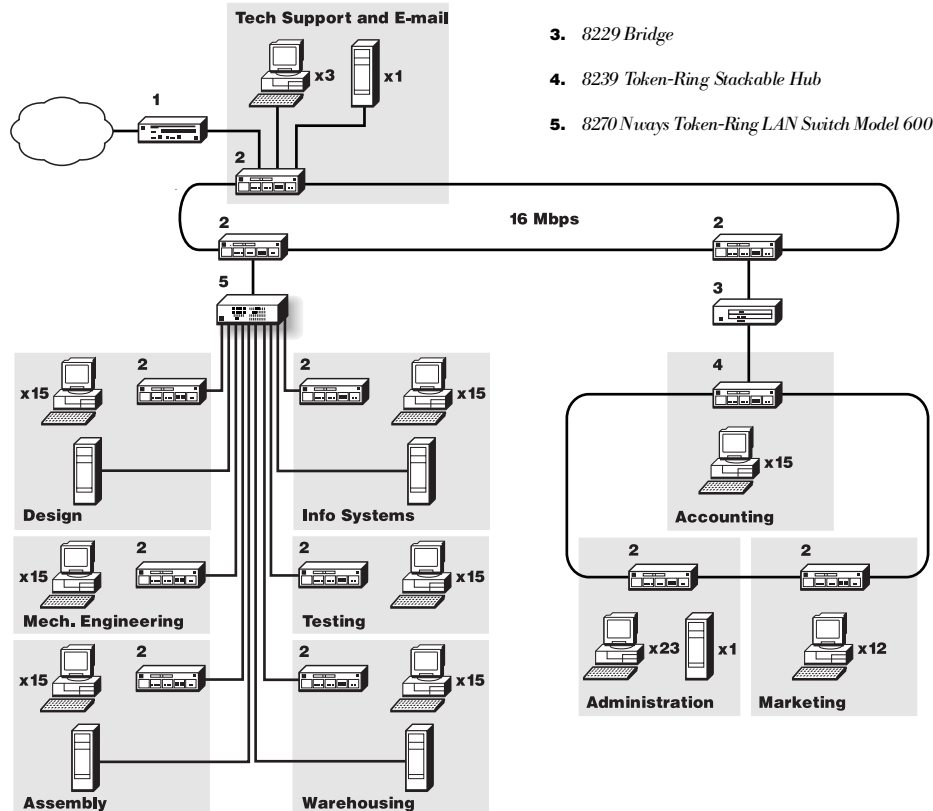 Tech Support and E-mail
x3
x1
3. 8229 Bridge
4. 8239 Token-Ring Stackable Hub
5. 8270 Nways Token-Ring LAN Switch Model 600
1
2
16 Mbps
2
2
5
3
2
x15
Design
2
x15
Info Systems
4
x15
Accounting
2
x15
Mech. Engineering
2
x15
Testing
2
x23
x1
Administration
2
x12
Marketing
2
x15
Assembly
2
x15
Warehousing